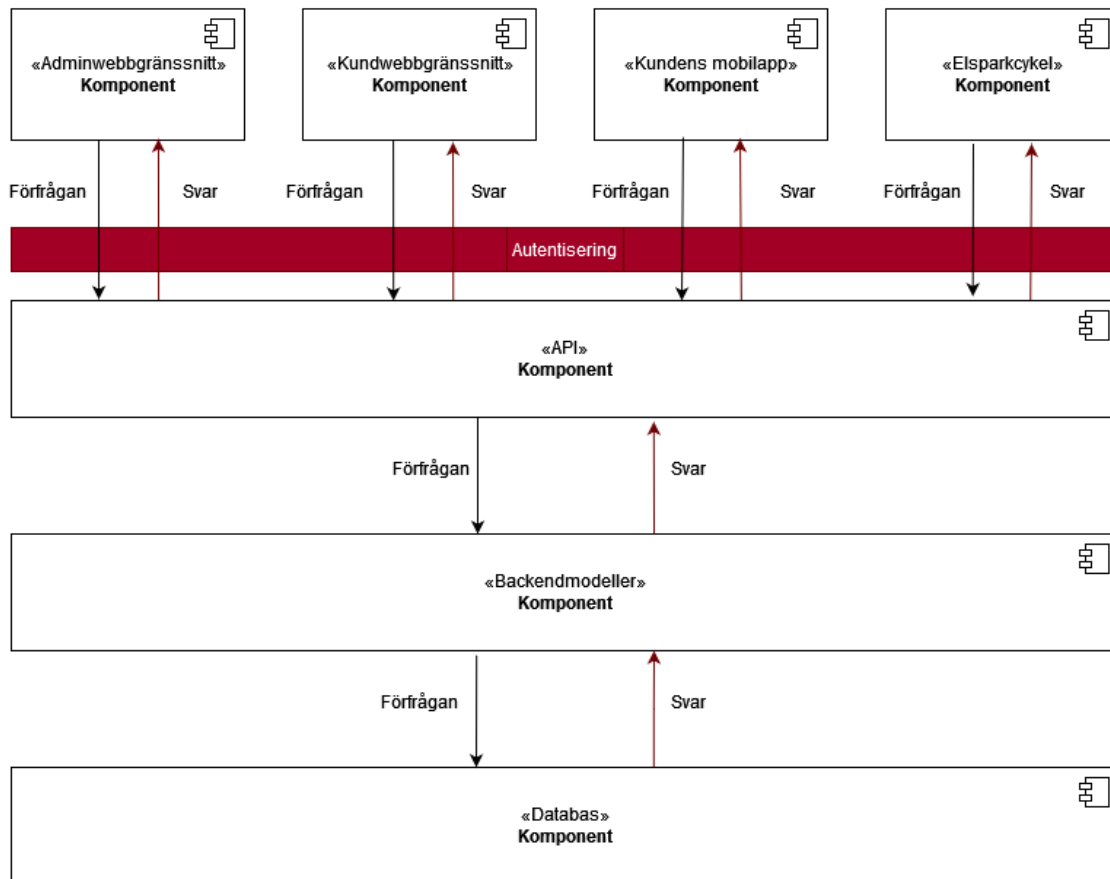 «Adminwebbgränssnitt»
Komponent
«Kundwebbgränssnitt»
Komponent
«Kundens mobilapp»
Komponent
«Elsparkcykel»
Komponent
Förfrågan
Svar
Förfrågan
Svar
Förfrågan
Svar
Förfrågan
Svar
Autentisering
«API»
Komponent
Förfrågan
Svar
«Backendmodeller»
Komponent
Förfrågan
Svar
«Databas»
Komponent